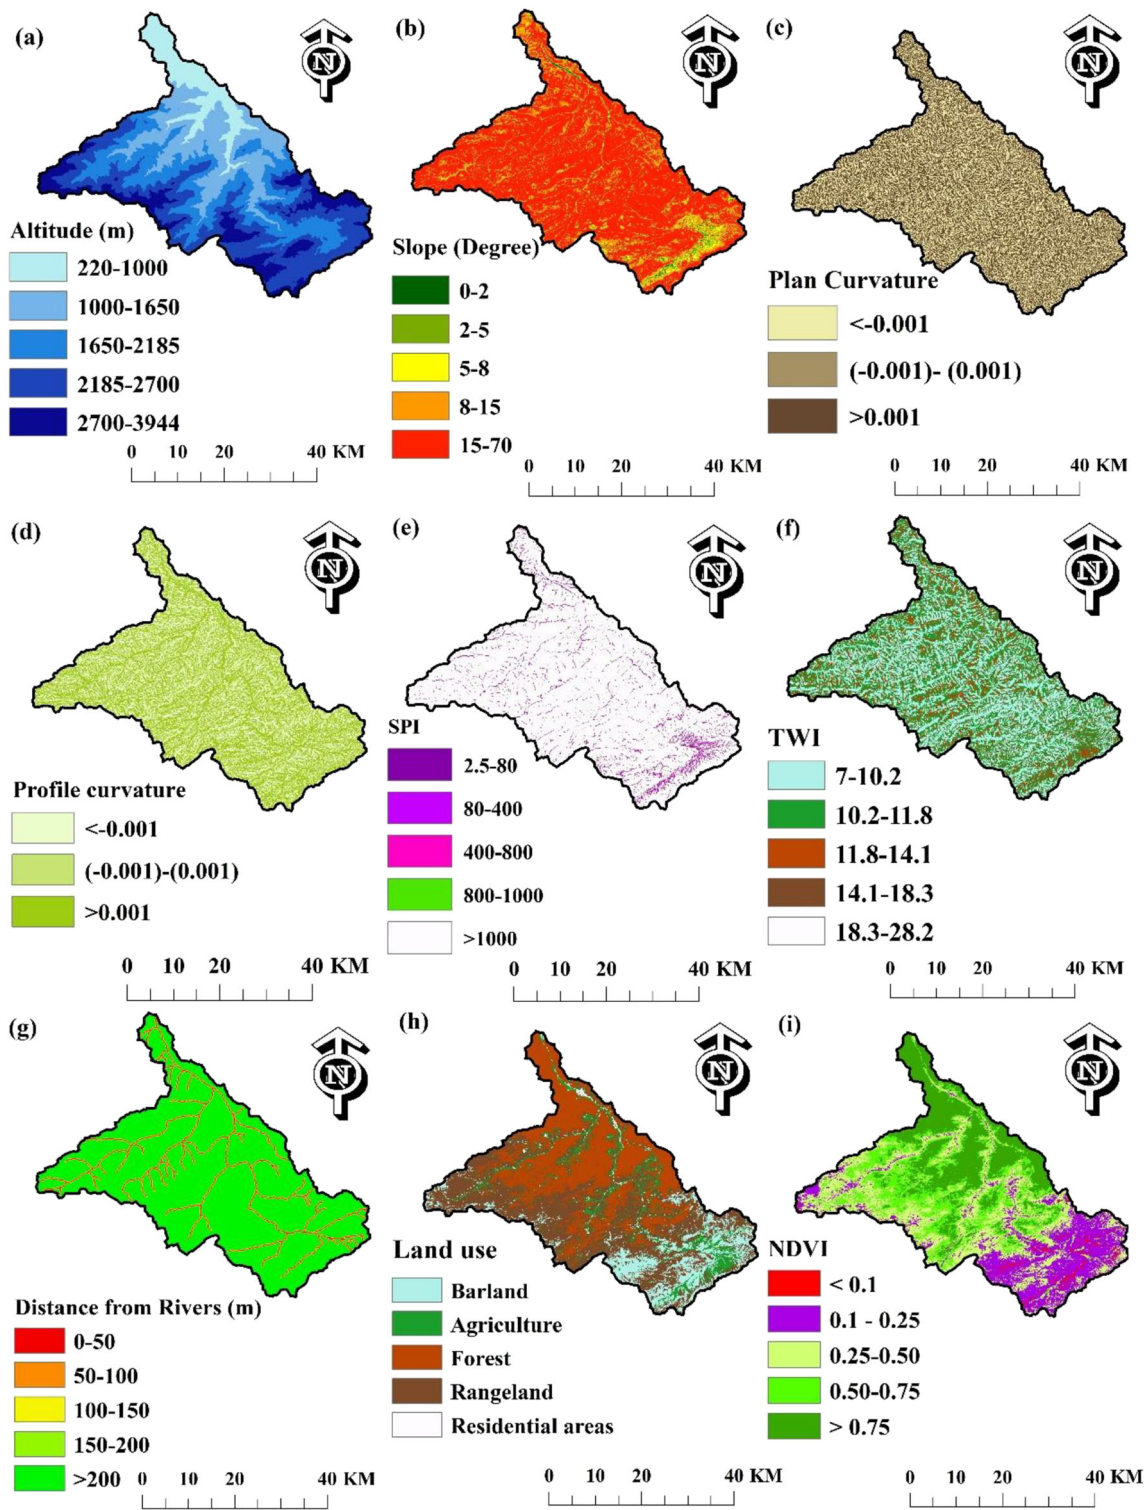 (a)
N
Altitude (m)
220-1000
1000-1650
1650-2185
2185-2700
2700-3944
0 10 20 40 KM
(b)
N
Slope (Degree)
0-2
2-5
5-8
8-15
15-70
0 10 20 40 KM
(c)
N
Plan Curvature
<-0.001
(-0.001)- (0.001)
>0.001
0 10 20 40 KM
(d)
N
Profile curvature
<-0.001
(-0.001)-(0.001)
>0.001
0 10 20 40 KM
(e)
N
SPI
2.5-80
80-400
400-800
800-1000
>1000
0 10 20 40 KM
(f)
N
TWI
7-10.2
10.2-11.8
11.8-14.1
14.1-18.3
18.3-28.2
0 10 20 40 KM
(g)
N
Distance from Rivers (m)
0-50
50-100
100-150
150-200
>200
0 10 20 40 KM
(h)
N
Land use
Barland
Agriculture
Forest
Rangeland
Residential areas
0 10 20 40 KM
(i)
N
NDVI
< 0.1
0.1 - 0.25
0.25-0.50
0.50-0.75
> 0.75
0 10 20 40 KM